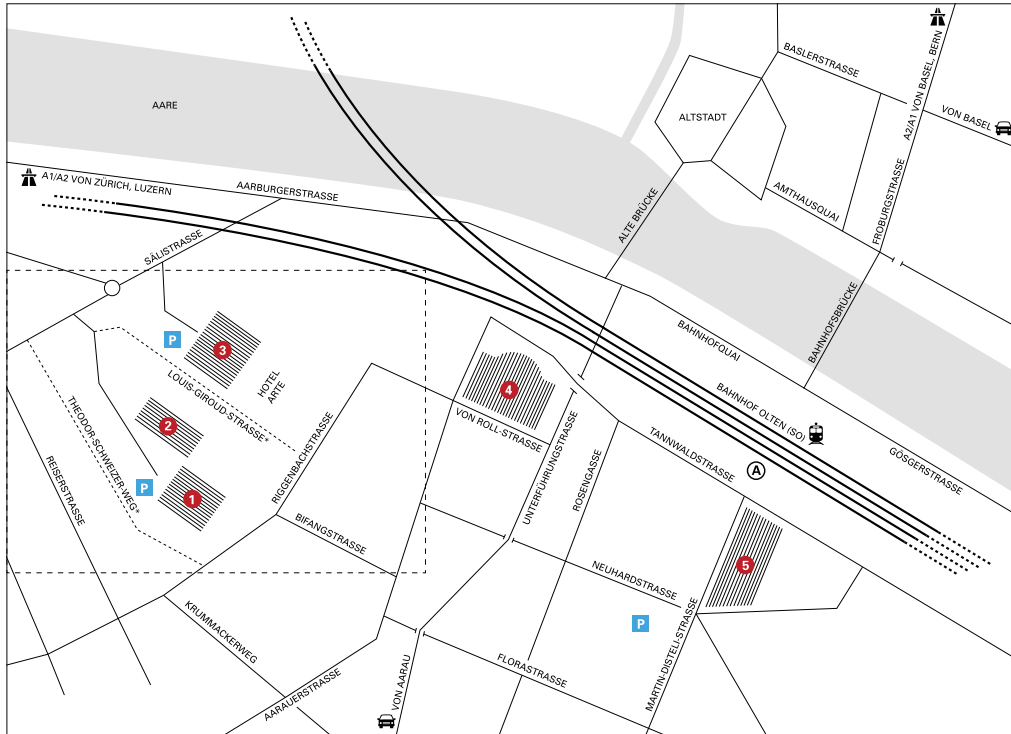 BASLERSTRASSE
A2/A1 VON BASEL, BERN
VON BASEL
AARE
ALTSTADT
A1/A2 VON ZÜRICH, LUZERN
AARBURGERSTRASSE
ALTE BRÜCKE
AMTHAUSQUAI
FROBURGSTRASSE
SÄLISTRASSE
BAHNHOFQUAI
BAHNHOFSBRÜCKE
P
3
HOTEL
ARTE
LOUIS-GIROUD-STRASSE*
4
BAHNHOF OLTEN (SO)
2
VON ROLL-STRASSE
TANNWALDSTRASSE
GÖSGERSTRASSE
THEODOR-SCHWEIZER-WEG*
RIGGENBACHSTRASSE
UNTERFÜHRUNGSTRASSE
ROSENGASSE
A
REISERSTRASSE
P
1
BIFANGSTRASSE
NEUHARDSTRASSE
5
KRUMMACKERWEG
P
MARTIN-DISTELI-STRASSE
AARAUERSTRASSE
VON AARAU
FLORASTRASSE